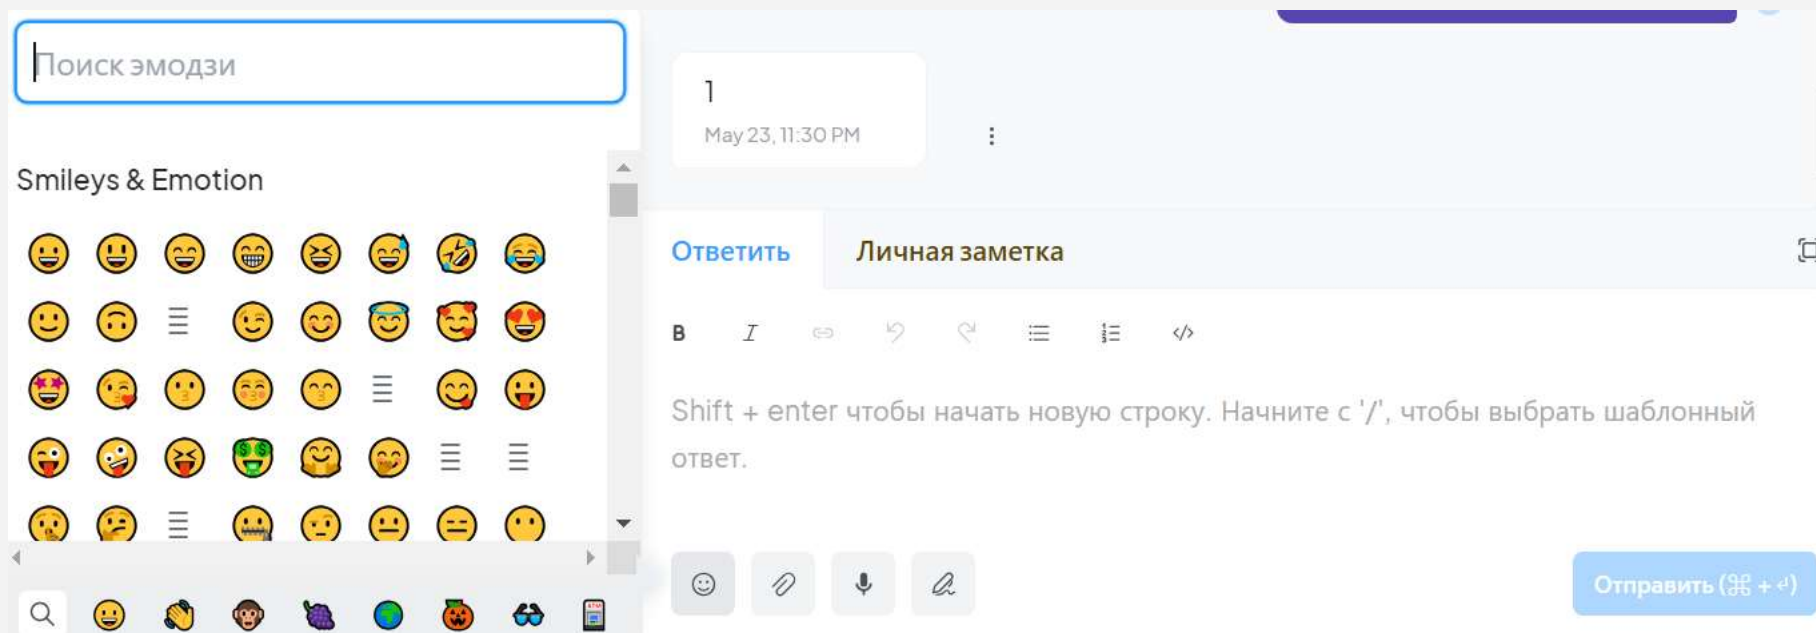 Поиск эмодзи
Smileys & Emotion
1
May 23, 11:30 PM
Ответить
Личная заметка
B I
Shift + enter чтобы начать новую строку. Начните с '/', чтобы выбрать шаблонный
ответ.
Отправить (⌘ + ↵)